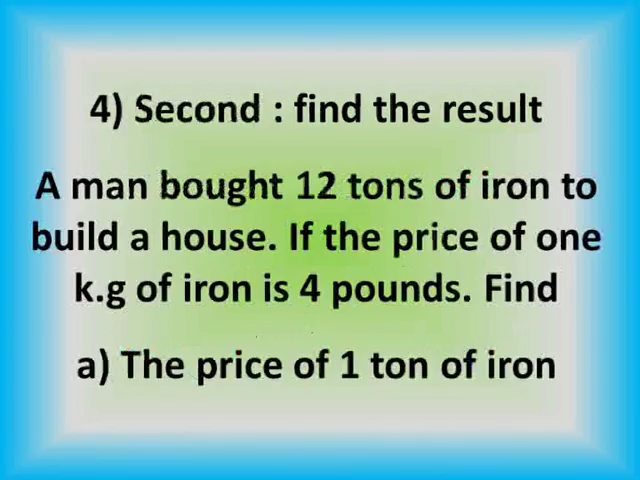 4) Second : find the result
A man bought 12 tons of iron to
build a house. If the price of one
k.g of iron is 4 pounds. Find
a) The price of 1 ton of iron